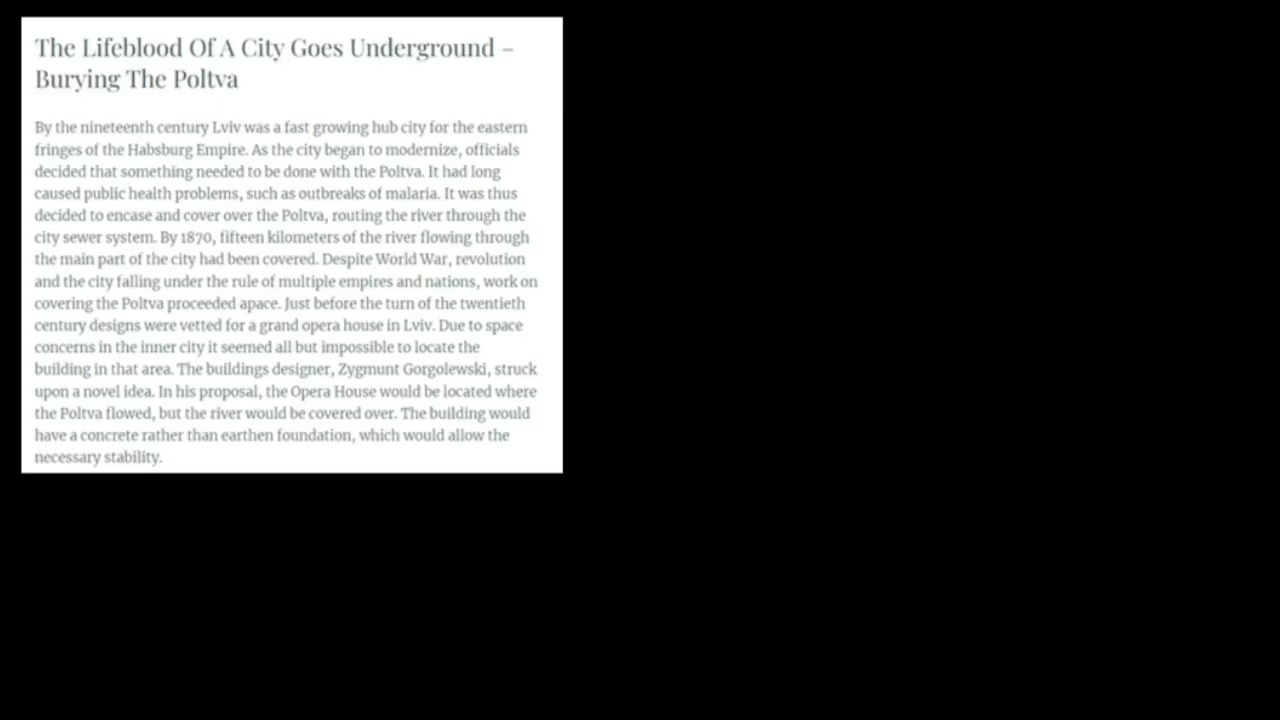 The Lifeblood Of A City Goes Underground –
Burying The Poltva
By the nineteenth century Lviv was a fast growing hub city for the eastern
fringes of the Habsburg Empire. As the city began to modernize, officials
decided that something needed to be done with the Poltva. It had long
caused public health problems, such as outbreaks of malaria. It was thus
decided to encase and cover over the Poltva, routing the river through the
city sewer system. By 1870, fifteen kilometers of the river flowing through
the main part of the city had been covered. Despite World War, revolution
and the city falling under the rule of multiple empires and nations, work on
covering the Poltva proceeded apace. Just before the turn of the twentieth
century designs were vetted for a grand opera house in Lviv. Due to space
concerns in the inner city it seemed all but impossible to locate the
building in that area. The buildings designer, Zygmunt Gorgolewski, struck
upon a novel idea. In his proposal, the Opera House would be located where
the Poltva flowed, but the river would be covered over. The building would
have a concrete rather than earthen foundation, which would allow the
necessary stability.